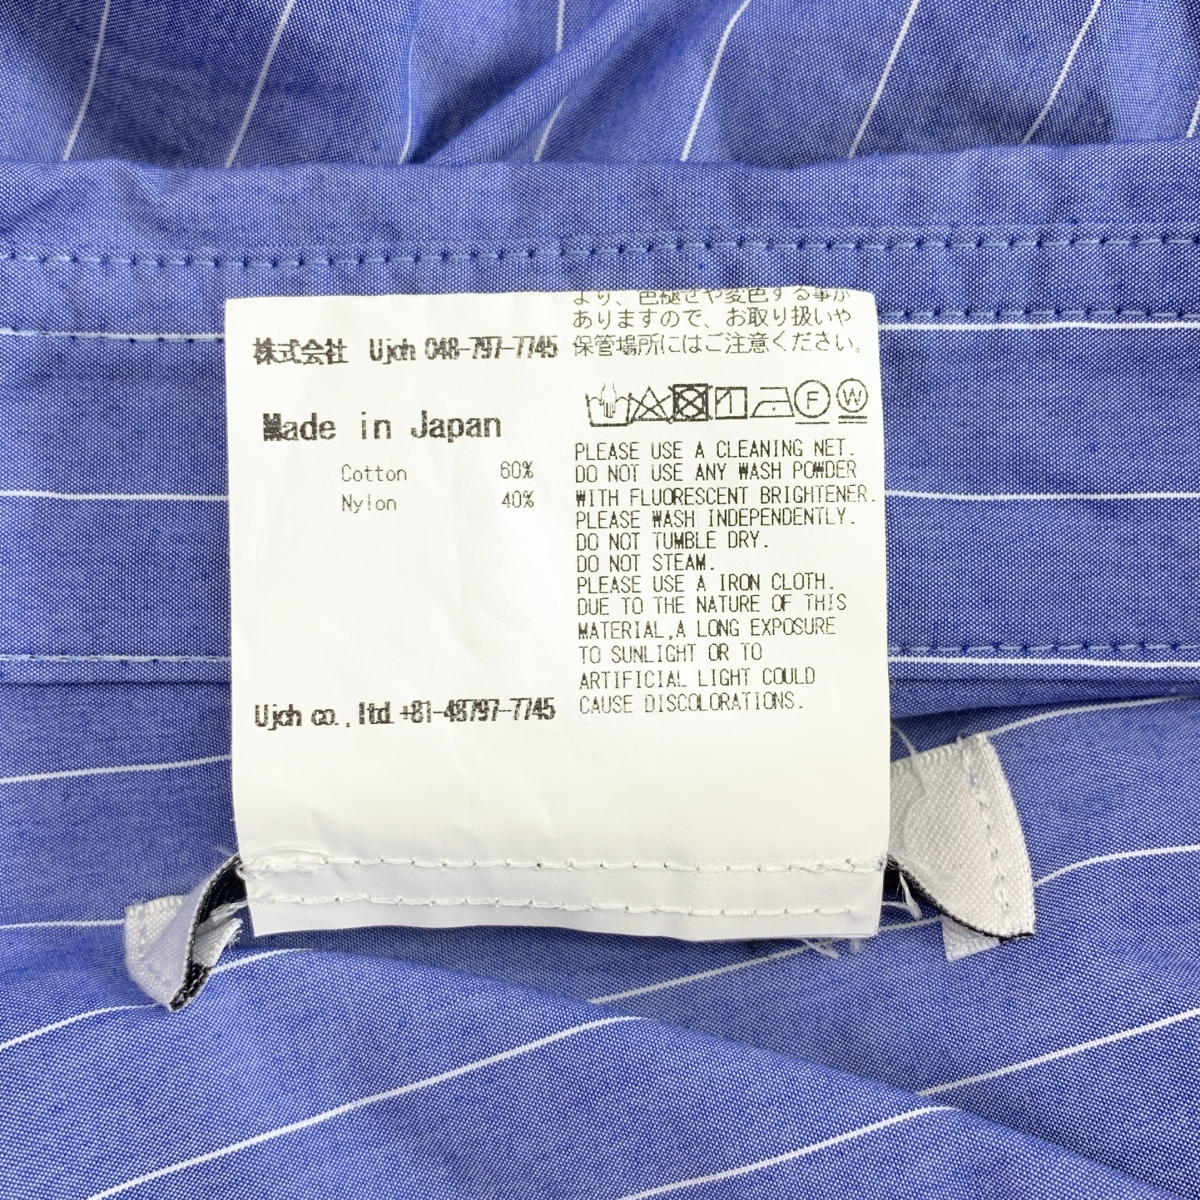 株式会社 Ujoh 048-797-7745
Made in Japan
Cotton 60%
Nylon 40%
Ujoh co.,ltd +81-48797-7745
より、色褪せや変色する事が
ありますので、お取り扱いや
保管場所にはご注意ください。
F W
PLEASE USE A CLEANING NET.
DO NOT USE ANY WASH POWDER
WITH FLUORESCENT BRIGHTENER.
PLEASE WASH INDEPENDENTLY.
DO NOT TUMBLE DRY.
DO NOT STEAM.
PLEASE USE A IRON CLOTH.
DUE TO THE NATURE OF THIS
MATERIAL,A LONG EXPOSURE
TO SUNLIGHT OR TO
ARTIFICIAL LIGHT COULD
CAUSE DISCOLORATIONS.